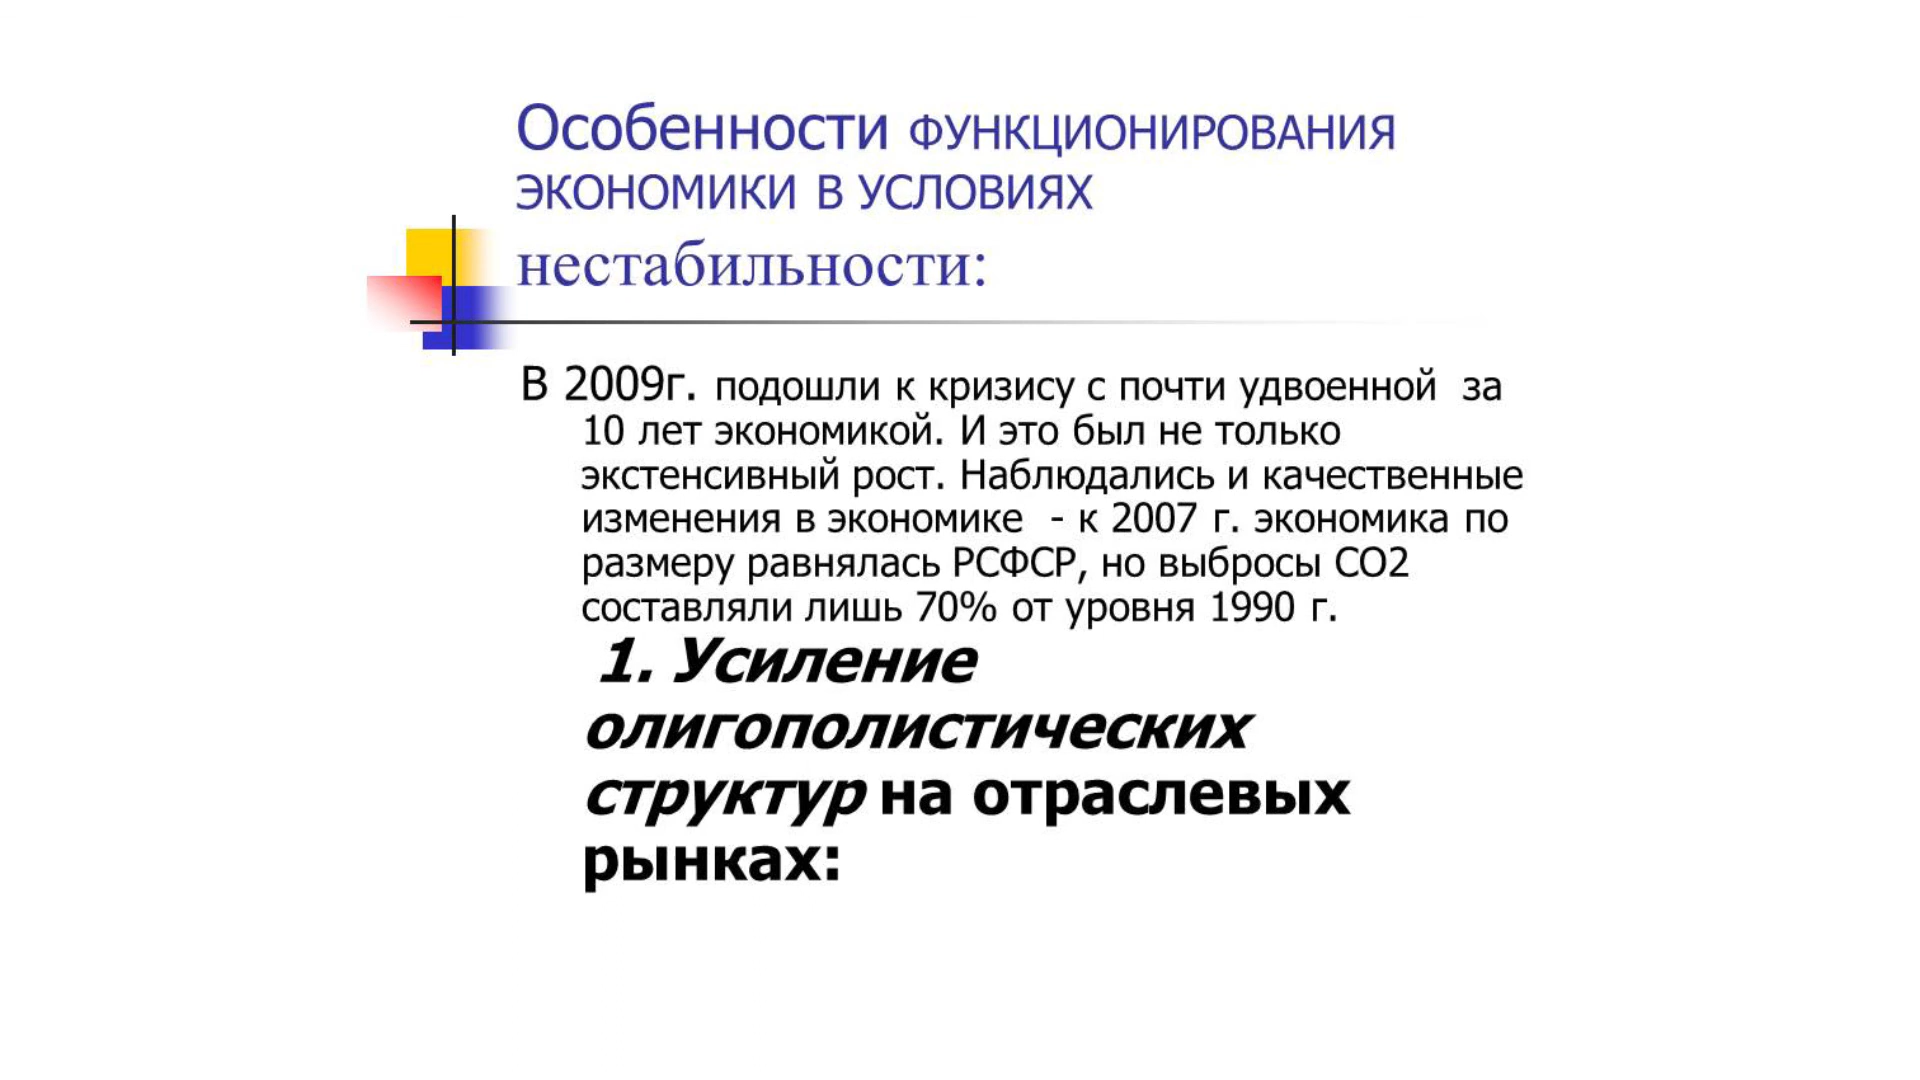 Особенности ФУНКЦИОНИРОВАНИЯ
ЭКОНОМИКИ В УСЛОВИЯХ
нестабильности:
В 2009г. подошли к кризису с почти удвоенной за
10 лет экономикой. И это был не только
экстенсивный рост. Наблюдались и качественные
изменения в экономике - к 2007 г. экономика по
размеру равнялась РСФСР, но выбросы СО2
составляли лишь 70% от уровня 1990 г.
1. Усиление
олигополистических
структур на отраслевых
рынках: